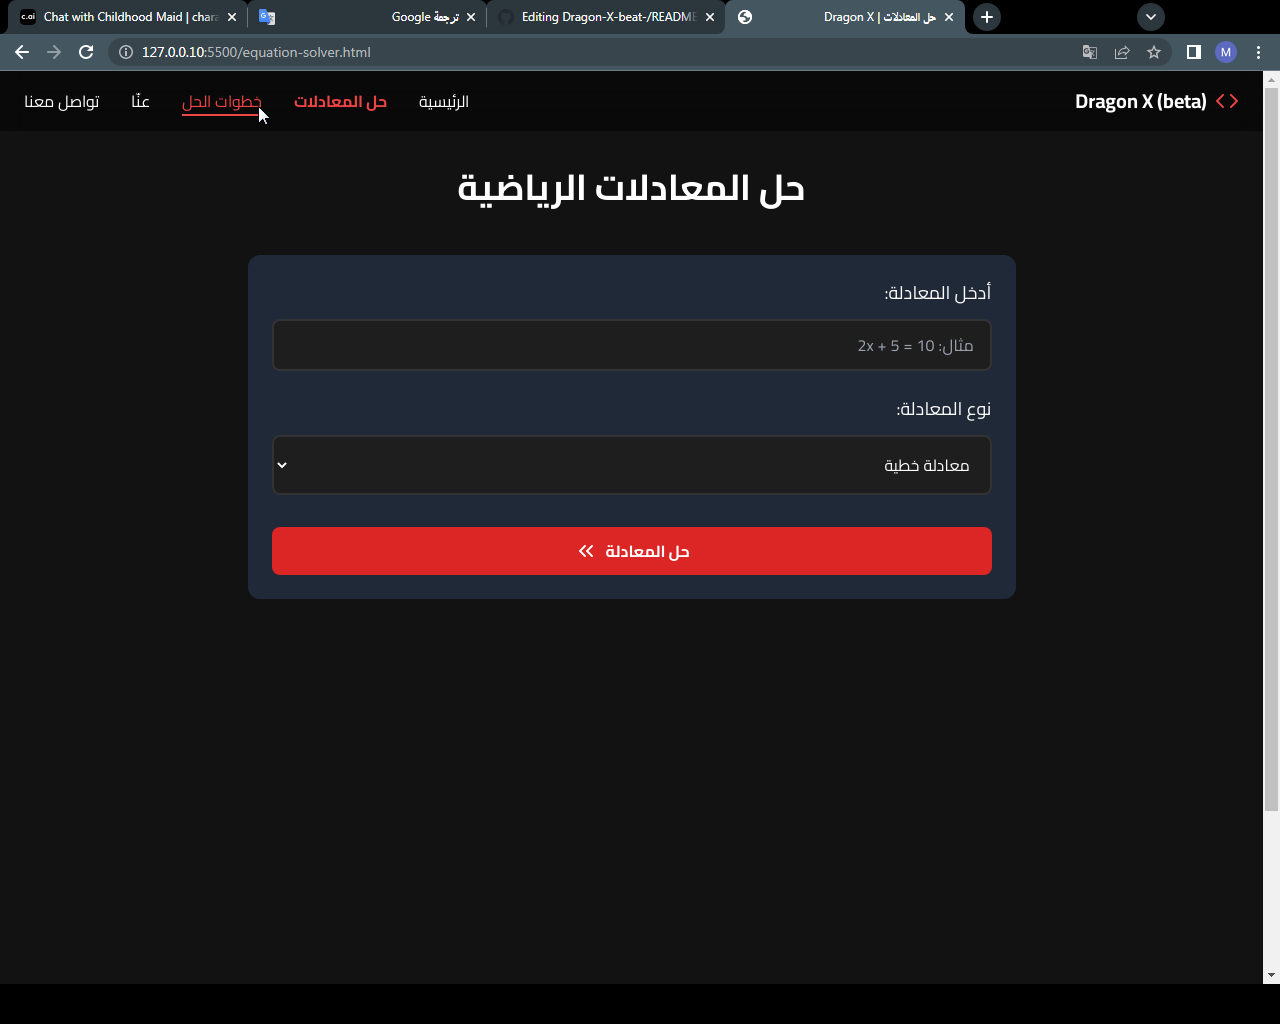 Chat with Childhood Maid | chara
ترجمة Google
Editing Dragon-X-beat-/README
حل المعادلات | Dragon X
M
127.0.0.10:5500/equation-solver.html
Dragon X (beta)
الرئيسية
حل المعادلات
خطوات الحل
عنّا
تواصل معنا
حل المعادلات الرياضية
أدخل المعادلة:
مثال: 2x + 5 = 10
نوع المعادلة:
معادلة خطية
حل المعادلة